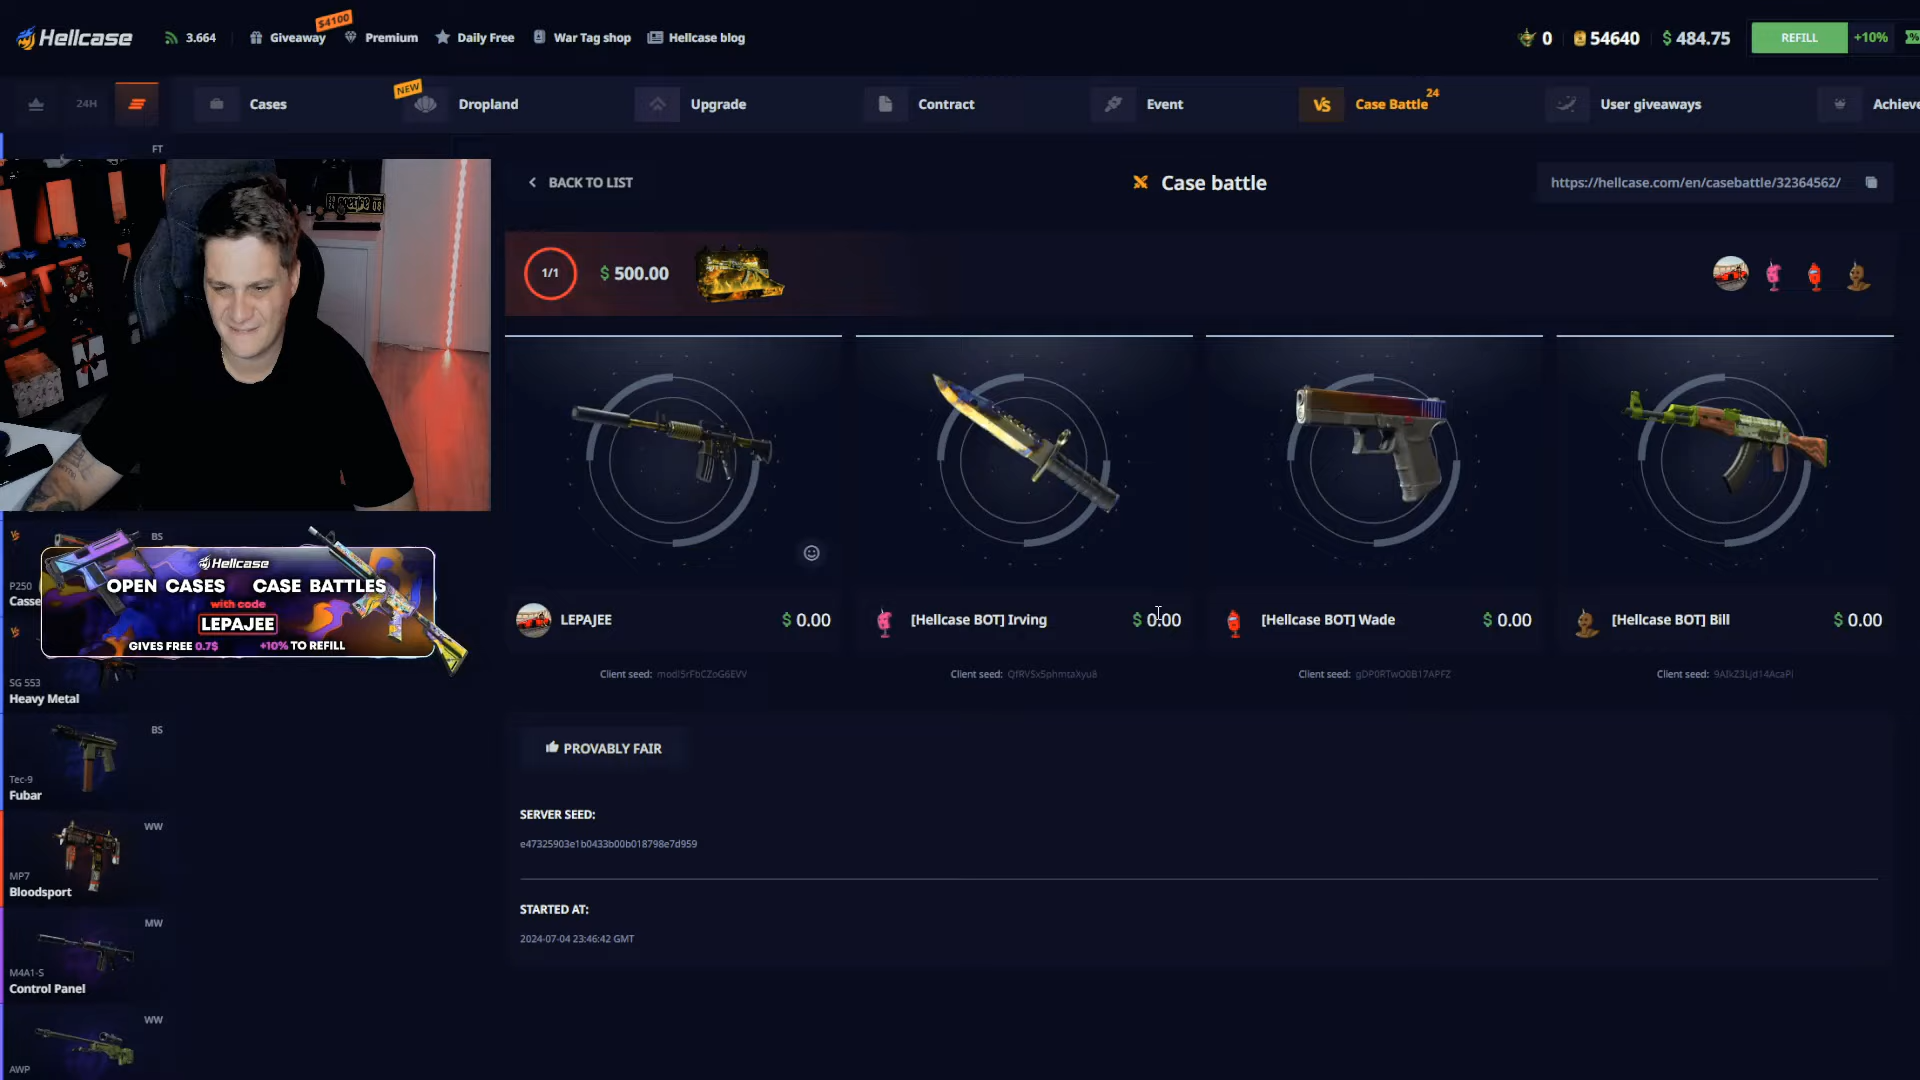 Hellcase
3.664
Giveaway
$4100
Premium
Daily Free
War Tag shop
Hellcase blog
0
54640
$ 484.75
REFILL
+10%
24H
Cases
NEW
Dropland
Upgrade
Contract
Event
VS
Case Battle
24
User giveaways
Achieve
FT
BACK TO LIST
Case battle
https://hellcase.com/en/casebattle/32364562/
1/1
$ 500.00
LEPAJEE
$ 0.00
[Hellcase BOT] Irving
$ 0.00
[Hellcase BOT] Wade
$ 0.00
[Hellcase BOT] Bill
$ 0.00
Client seed:
Client seed:
Client seed:
Client seed:
BS
P250
Casse
Hellcase
OPEN CASES CASE BATTLES
with code
LEPAJEE
GIVES FREE 0.7$ +10% TO REFILL
SG 553
Heavy Metal
BS
Tec-9
Fubar
WW
MP7
Bloodsport
MW
M4A1-S
Control Panel
WW
AWP
PROVABLY FAIR
SERVER SEED:
e47325903e1b0433b00b018798e7d959
STARTED AT:
2024-07-04 23:46:42 GMT